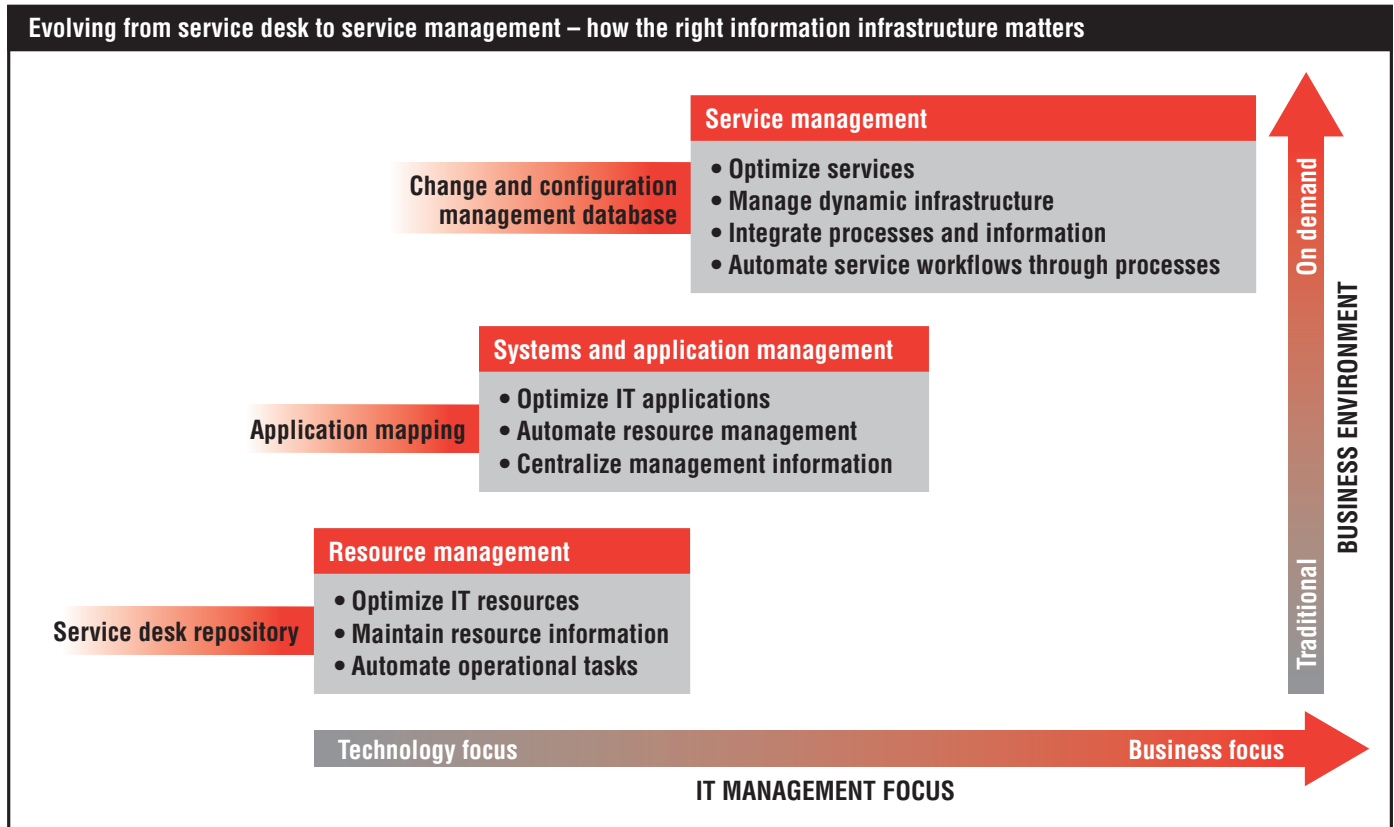 Evolving from service desk to service management – how the right information infrastructure matters
Service management
• Optimize services
• Manage dynamic infrastructure
• Integrate processes and information
• Automate service workflows through processes
Change and configuration
management database
Systems and application management
• Optimize IT applications
• Automate resource management
• Centralize management information
Application mapping
Resource management
• Optimize IT resources
• Maintain resource information
• Automate operational tasks
Service desk repository
On demand
Traditional
BUSINESS ENVIRONMENT
Technology focus
Business focus
IT MANAGEMENT FOCUS